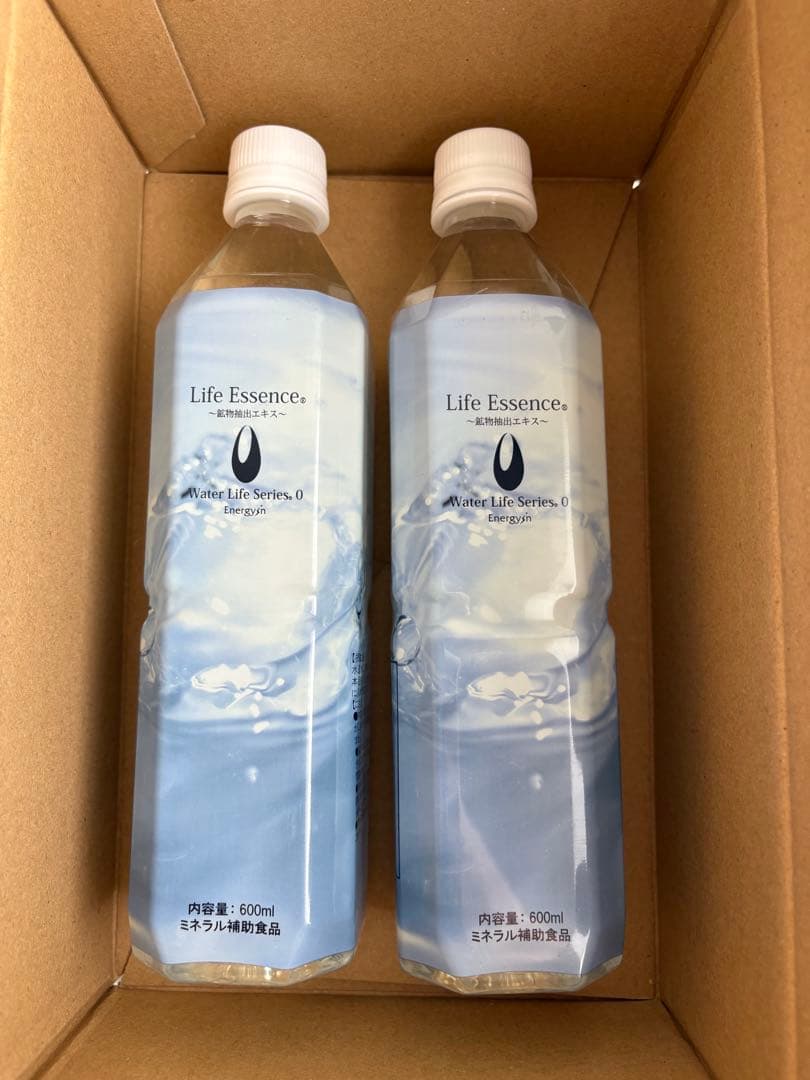 Life Essence®
～鉱物抽出エキス～
Water Life Series® 0
Energysin
内容量：600ml
ミネラル補助食品
Life Essence®
～鉱物抽出エキス～
Water Life Series® 0
Energysin
内容量：600ml
ミネラル補助食品